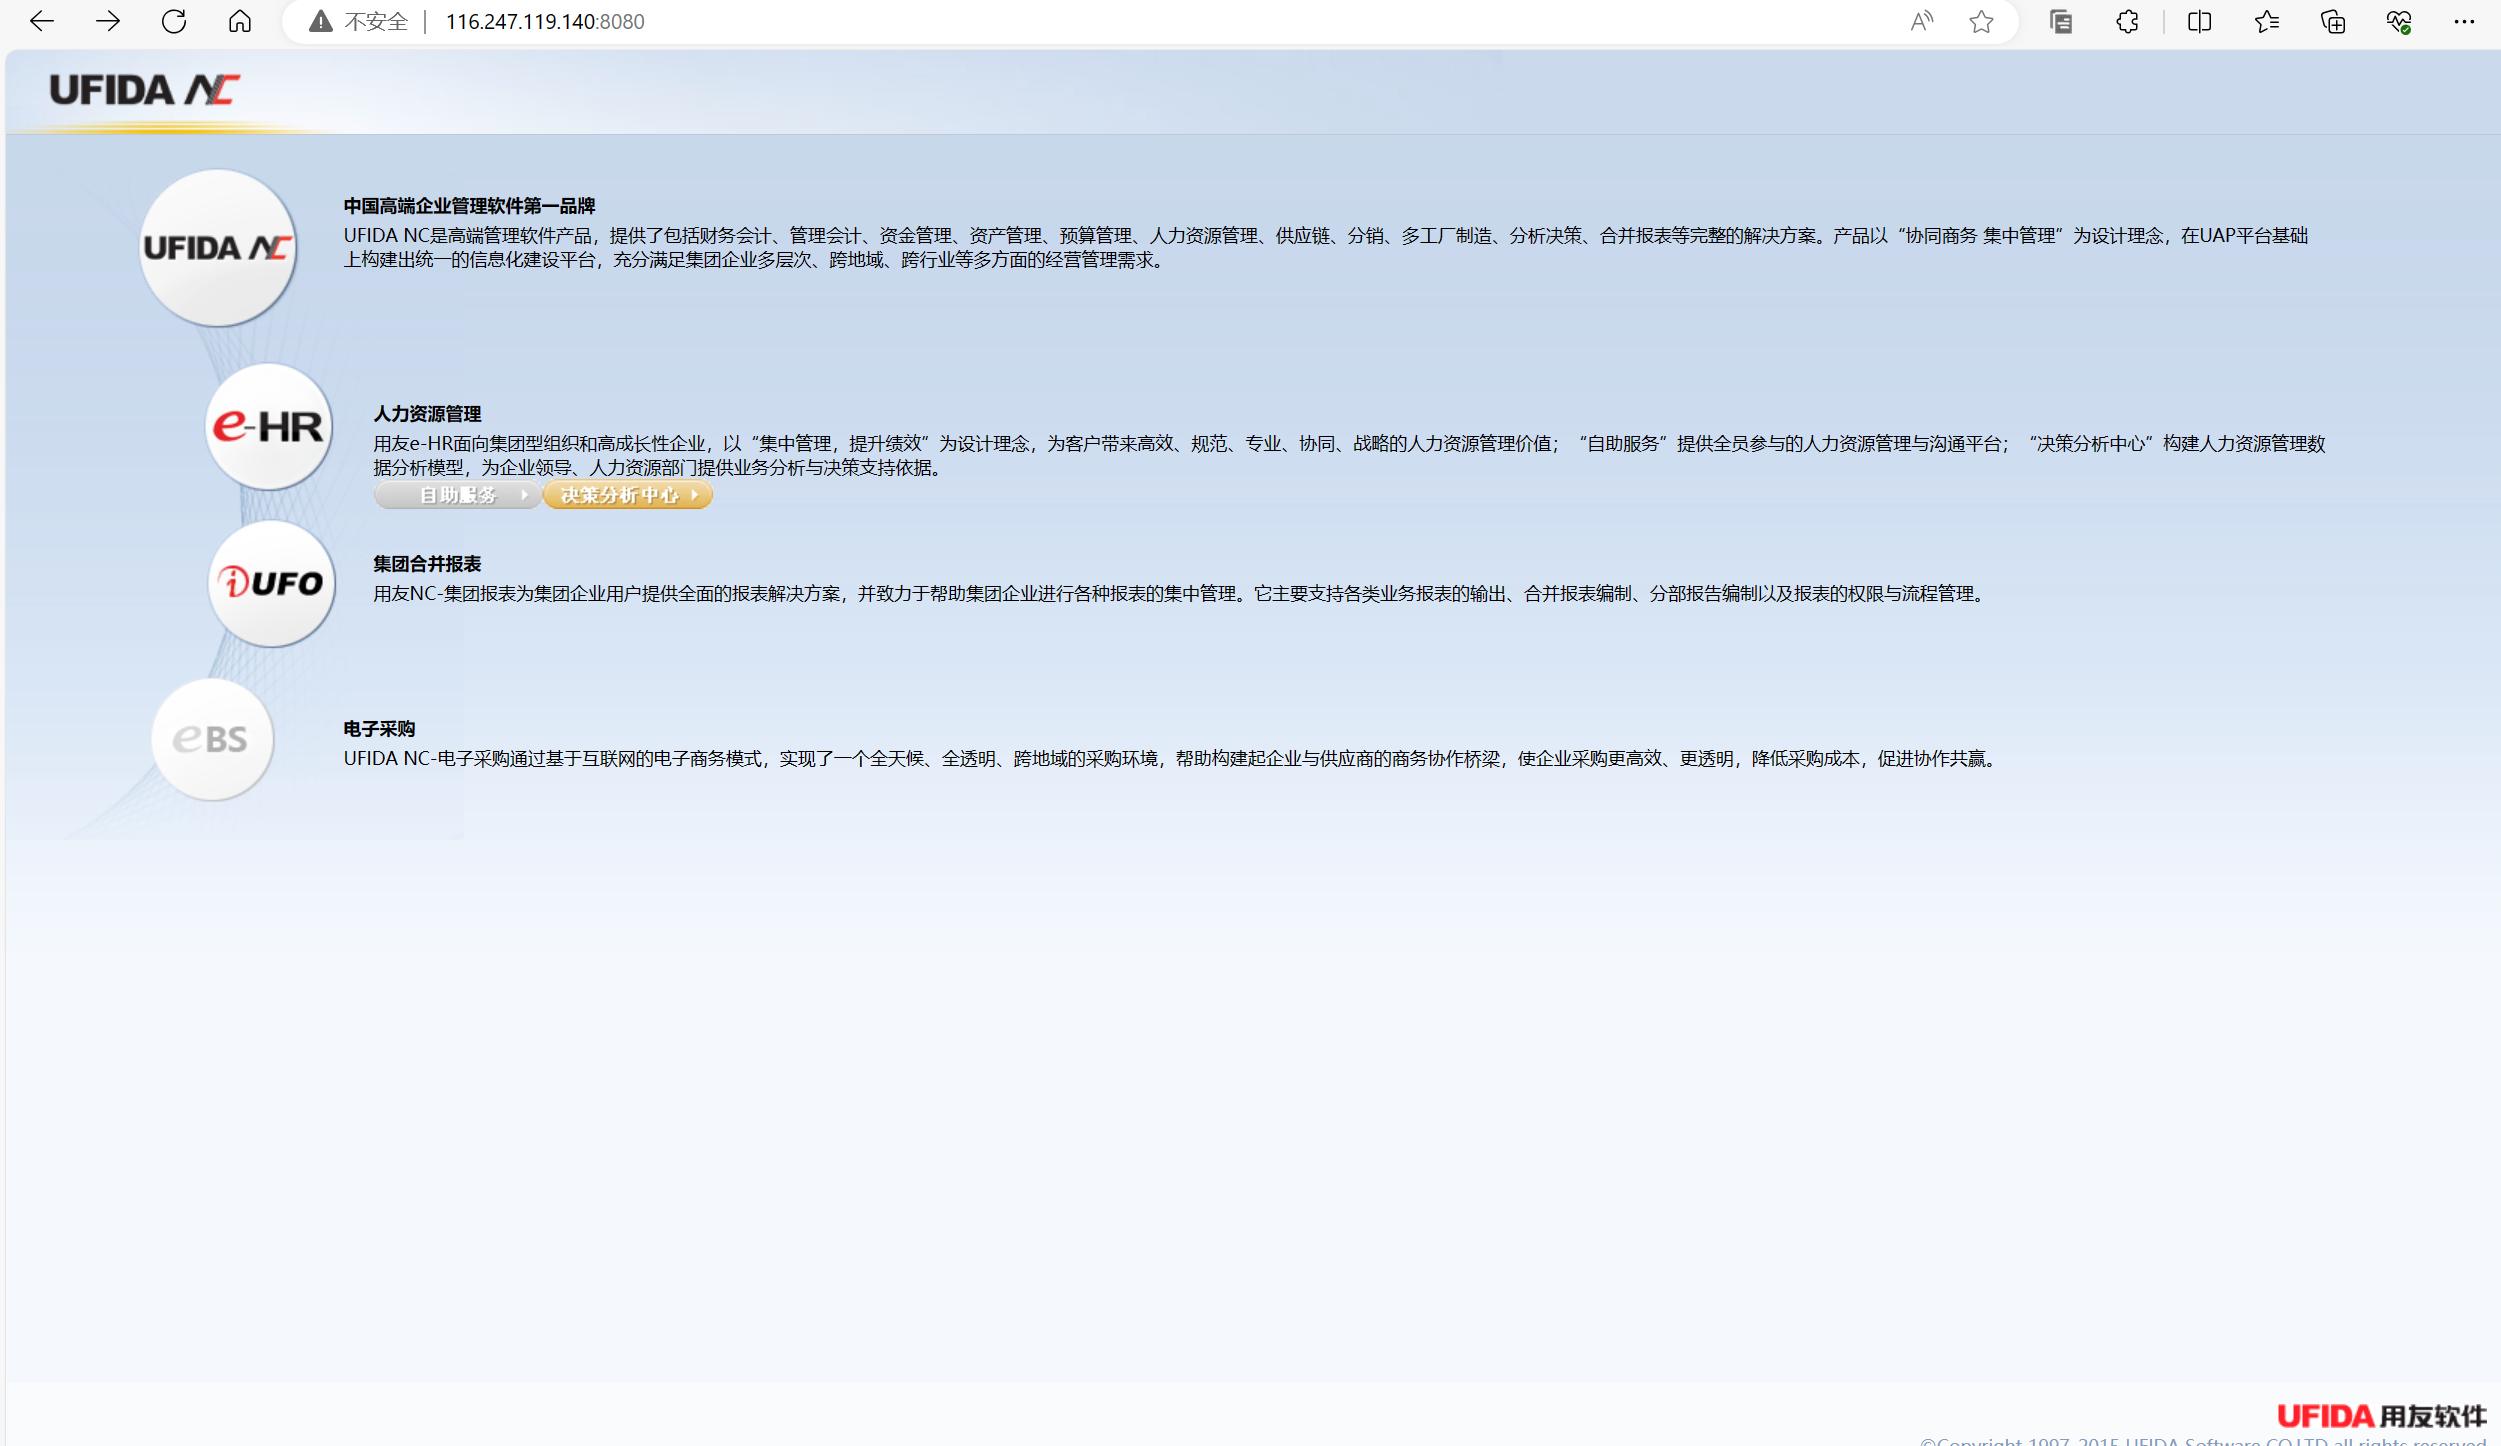 不安全 116.247.119.140:8080
UFIDA NC
UFIDA NC
中国高端企业管理软件第一品牌
UFIDA NC是高端管理软件产品，提供了包括财务会计、管理会计、资金管理、资产管理、预算管理、人力资源管理、供应链、分销、多工厂制造、分析决策、合并报表等完整的解决方案。产品以“协同商务 集中管理”为设计理念，在UAP平台基础
上构建出统一的信息化建设平台，充分满足集团企业多层次、跨地域、跨行业等多方面的经营管理需求。
e-HR
人力资源管理
用友e-HR面向集团型组织和高成长性企业，以“集中管理，提升绩效”为设计理念，为客户带来高效、规范、专业、协同、战略的人力资源管理价值；“自助服务”提供全员参与的人力资源管理与沟通平台；“决策分析中心”构建人力资源管理数
据分析模型，为企业领导、人力资源部门提供业务分析与决策支持依据。
自助服务 决策分析中心
iUFO
集团合并报表
用友NC-集团报表为集团企业用户提供全面的报表解决方案，并致力于帮助集团企业进行各种报表的集中管理。它主要支持各类业务报表的输出、合并报表编制、分部报告编制以及报表的权限与流程管理。
eBS
电子采购
UFIDA NC-电子采购通过基于互联网的电子商务模式，实现了一个全天候、全透明、跨地域的采购环境，帮助构建起企业与供应商的商务协作桥梁，使企业采购更高效、更透明，降低采购成本，促进协作共赢。
UFIDA 用友软件
©Copyright 1997-2015 UFIDA Software CO.LTD all rights reserved